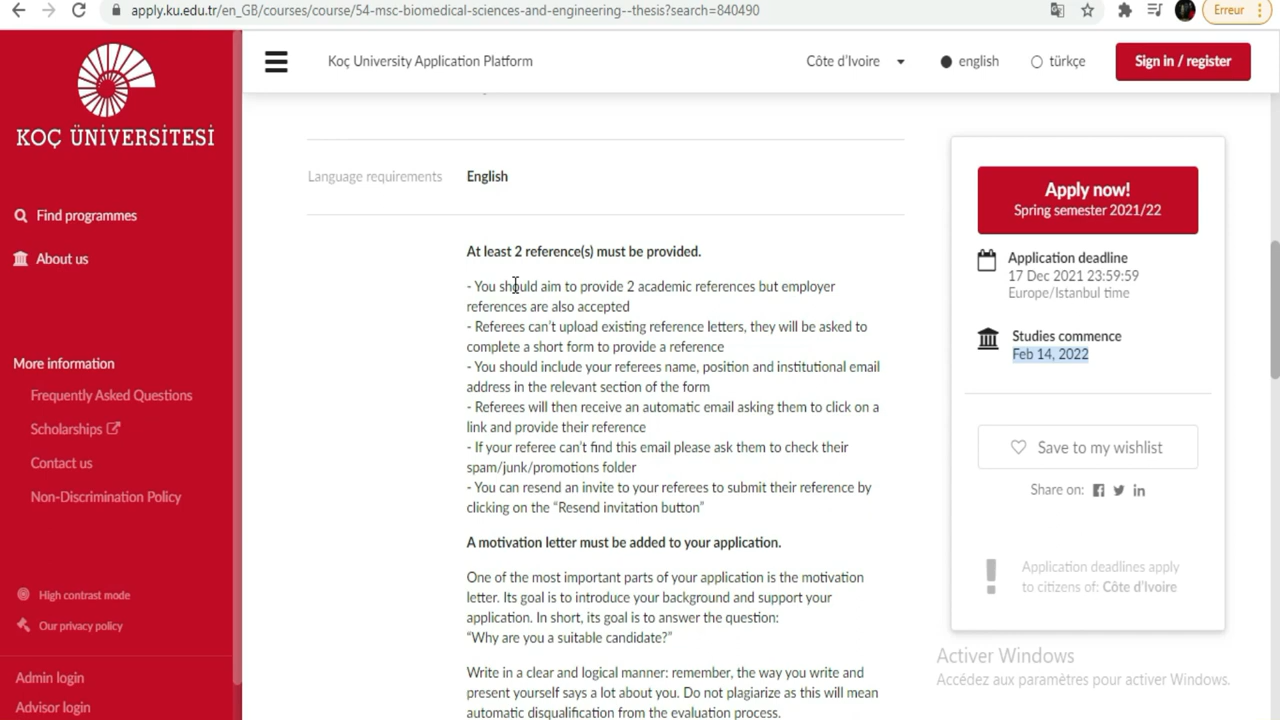 apply.ku.edu.tr/en_GB/courses/course/54-msc-biomedical-sciences-and-engineering--thesis?search=840490
Erreur
KOÇ ÜNİVERSİTESİ
Find programmes
About us
More information
Frequently Asked Questions
Scholarships
Contact us
Non-Discrimination Policy
High contrast mode
Our privacy policy
Admin login
Advisor login
Koç University Application Platform
Côte d'Ivoire
english
türkçe
Sign in / register
Language requirements
English
At least 2 reference(s) must be provided.
- You should aim to provide 2 academic references but employer
references are also accepted
- Referees can't upload existing reference letters, they will be asked to
complete a short form to provide a reference
- You should include your referees name, position and institutional email
address in the relevant section of the form
- Referees will then receive an automatic email asking them to click on a
link and provide their reference
- If your referee can't find this email please ask them to check their
spam/junk/promotions folder
- You can resend an invite to your referees to submit their reference by
clicking on the "Resend invitation button"
A motivation letter must be added to your application.
One of the most important parts of your application is the motivation
letter. Its goal is to introduce your background and support your
application. In short, its goal is to answer the question:
"Why are you a suitable candidate?"
Write in a clear and logical manner: remember, the way you write and
present yourself says a lot about you. Do not plagiarize as this will mean
automatic disqualification from the evaluation process.
Apply now!
Spring semester 2021/22
Application deadline
17 Dec 2021 23:59:59
Europe/Istanbul time
Studies commence
Feb 14, 2022
Save to my wishlist
Share on:
Application deadlines apply
to citizens of: Côte d'Ivoire
Activer Windows
Accédez aux paramètres pour activer Windows.